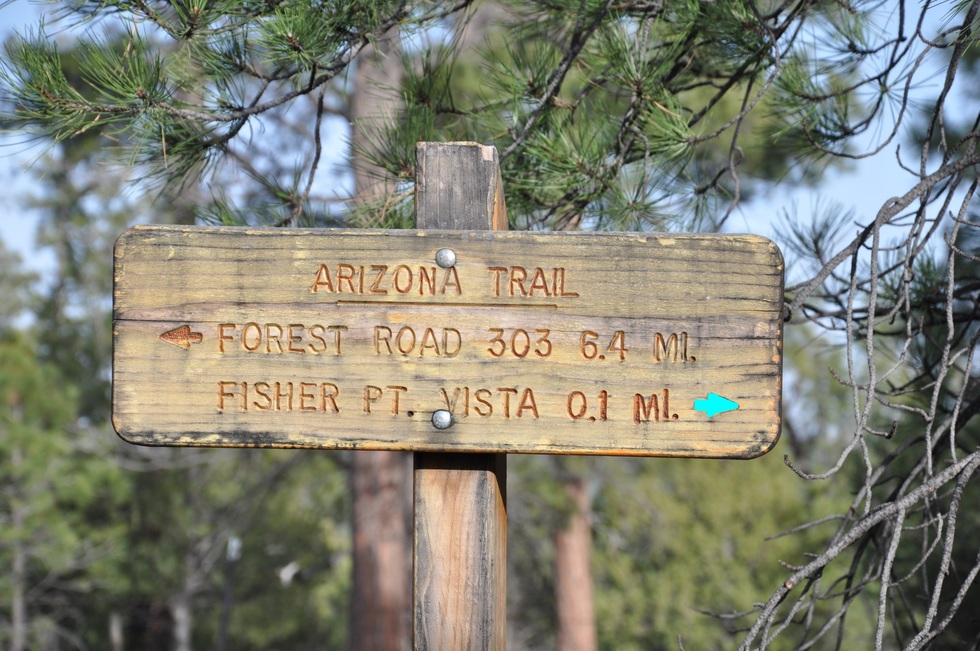 ARIZONA TRAIL
FOREST ROAD 303 6.4 MI.
FISHER PT. VISTA 0.1 MI.